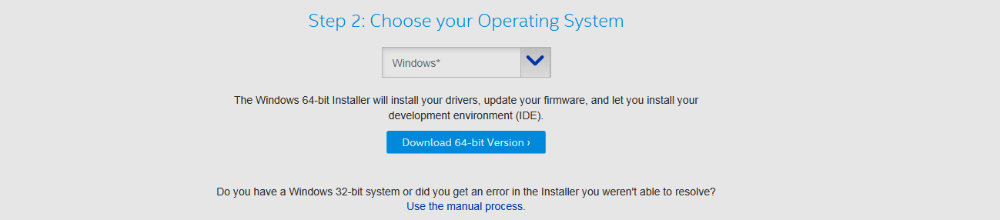 Step 2: Choose your Operating System
Windows*
The Windows 64-bit Installer will install your drivers, update your firmware, and let you install your
development environment (IDE).
Download 64-bit Version ›
Do you have a Windows 32-bit system or did you get an error in the Installer you weren't able to resolve?
Use the manual process.